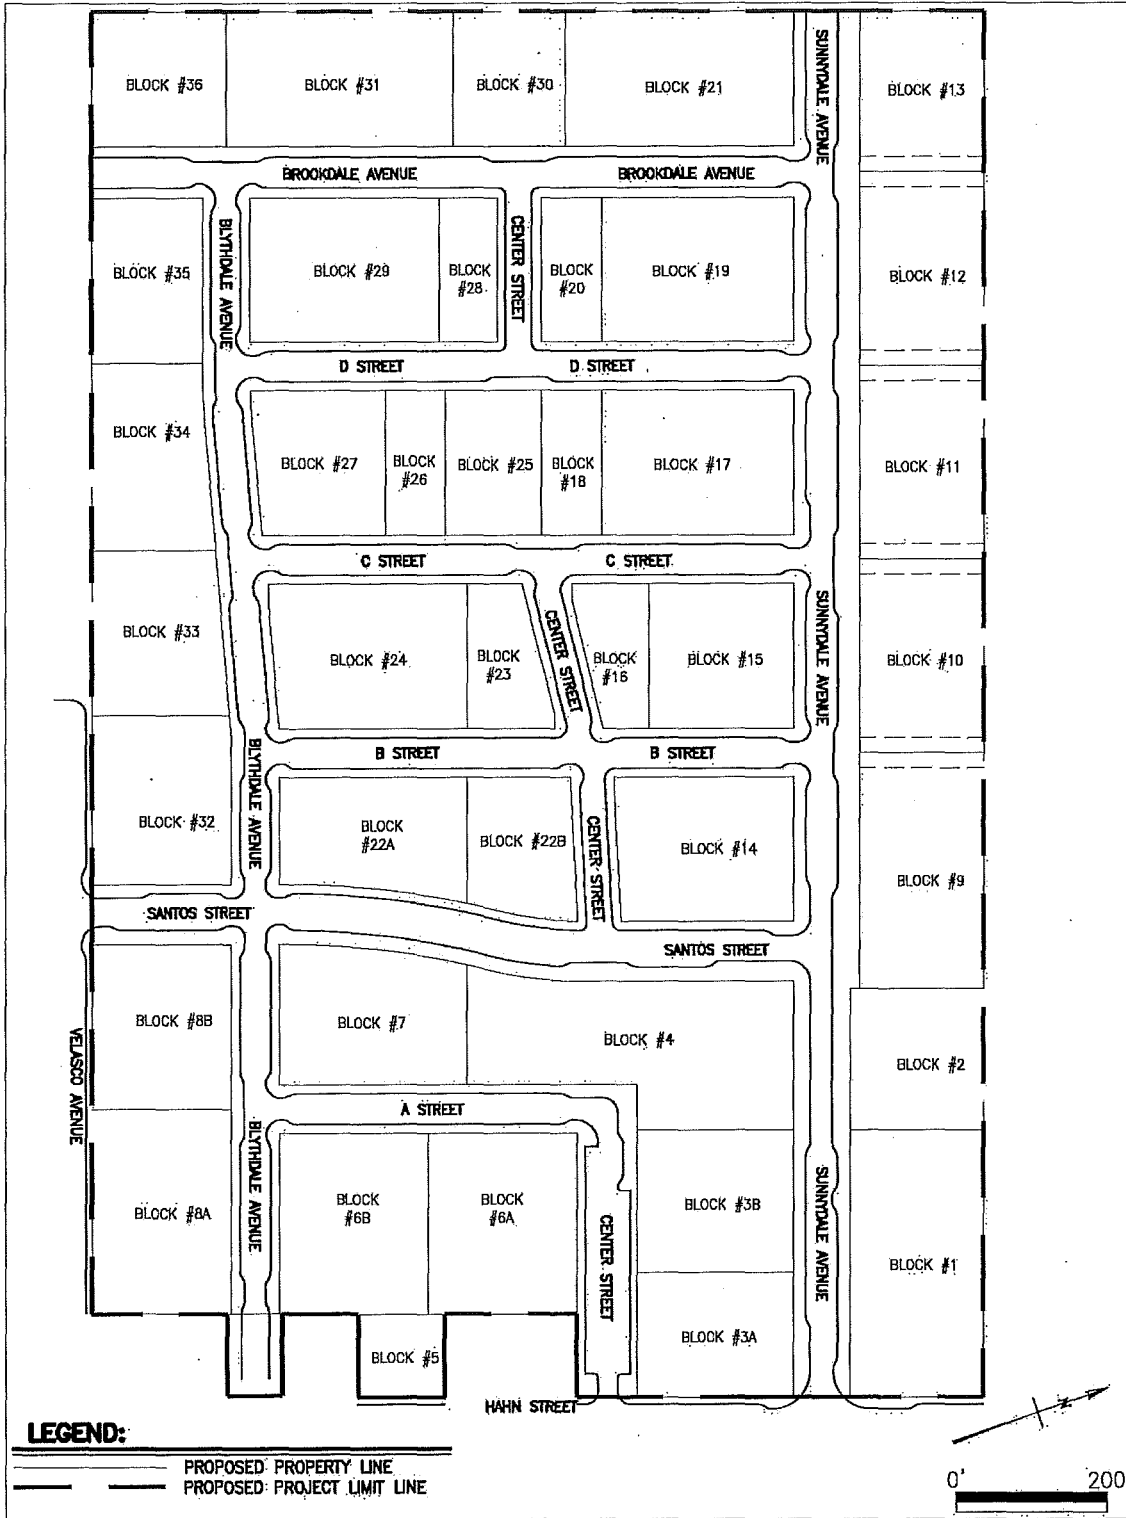 BLOCK #36
BLOCK #31
BLOCK #30
BLOCK #21
SUNNYDALE AVENUE
BLOCK #13
BROOKDALE AVENUE
BROOKDALE AVENUE
BLOCK #35
BLYTHDALE AVENUE
BLOCK #29
BLOCK
#28
CENTER STREET
BLOCK
#20
BLOCK #19
BLOCK #12
D STREET
D STREET
BLOCK #34
BLOCK #27
BLOCK
#26
BLOCK #25
BLOCK
#18
BLOCK #17
BLOCK #11
C STREET
C STREET
BLOCK #33
BLOCK #24
BLOCK
#23
CENTER STREET
BLOCK
#16
BLOCK #15
SUNNYDALE AVENUE
BLOCK #10
B STREET
B STREET
BLOCK #32
BLYTHDALE AVENUE
BLOCK
#22A
BLOCK #22B
CENTER STREET
BLOCK #14
BLOCK #9
SANTOS STREET
SANTOS STREET
BLOCK #8B
BLOCK #7
BLOCK #4
BLOCK #2
VELASCO AVENUE
A STREET
BLOCK #8A
BLYTHDALE AVENUE
BLOCK
#6B
BLOCK
#6A
CENTER STREET
BLOCK #3B
SUNNYDALE AVENUE
BLOCK #1
BLOCK #3A
BLOCK #5
HAHN STREET
N
LEGEND:
PROPOSED PROPERTY LINE
PROPOSED PROJECT LIMIT LINE
0'
200